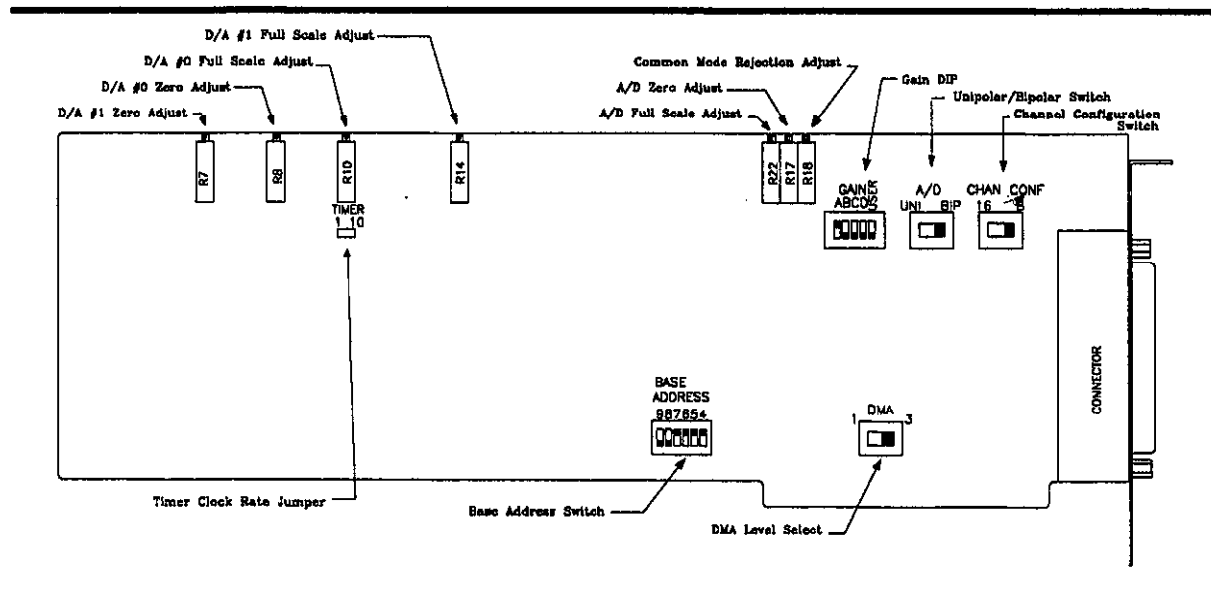 D/A #1 Full Scale Adjust
D/A #0 Full Scale Adjust
D/A #0 Zero Adjust
D/A #1 Zero Adjust
Common Mode Rejection Adjust
A/D Zero Adjust
A/D Full Scale Adjust
Gain DIP
Unipolar/Bipolar Switch
Channel Configuration
Switch
R7
R8
R10
R14
R22
R17
R18
TIMER
1 10
GAIN
ABCD
USER
A/D
UNI BIP
CHAN CONF
16 8
BASE
ADDRESS
987654
DMA
1 3
CONNECTOR
Timer Clock Rate Jumper
Base Address Switch
DMA Level Select